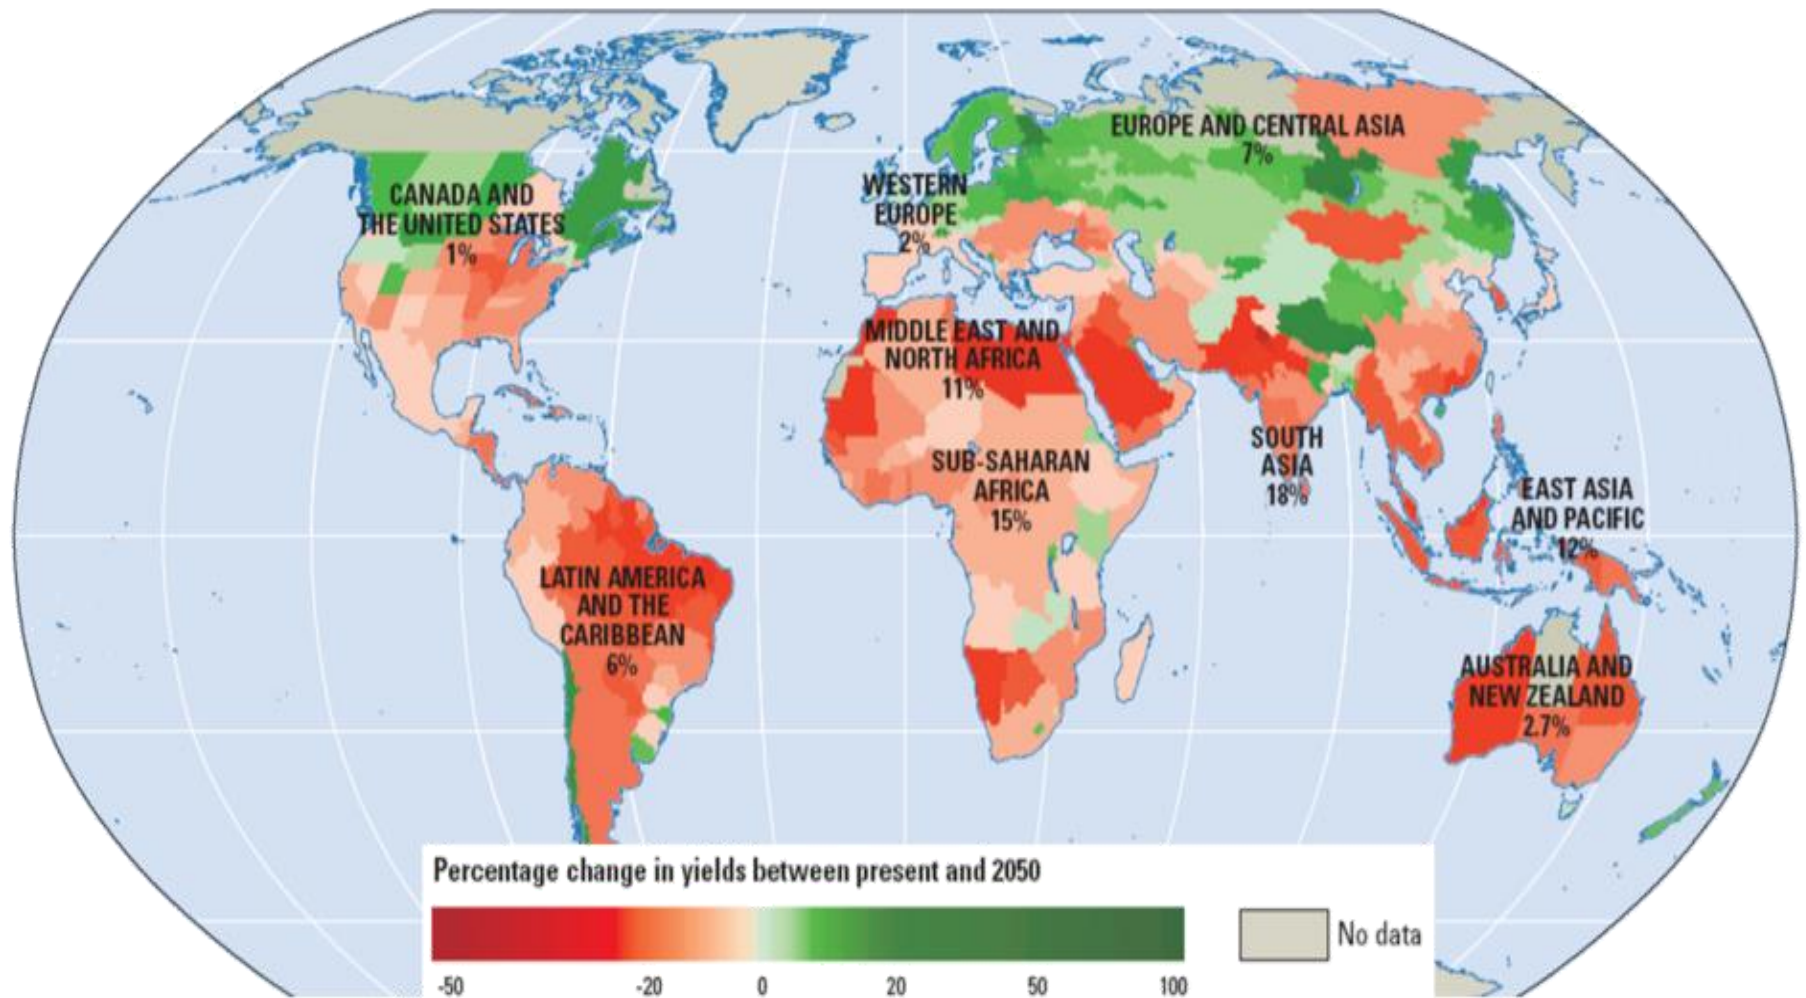 EUROPE AND CENTRAL ASIA
7%
CANADA AND
THE UNITED STATES
1%
WESTERN
EUROPE
2%
MIDDLE EAST AND
NORTH AFRICA
11%
SUB-SAHARAN
AFRICA
15%
SOUTH
ASIA
18%
EAST ASIA
AND PACIFIC
12%
LATIN AMERICA
AND THE
CARIBBEAN
6%
AUSTRALIA AND
NEW ZEALAND
2.7%
Percentage change in yields between present and 2050
-50 -20 0 20 50 100
No data